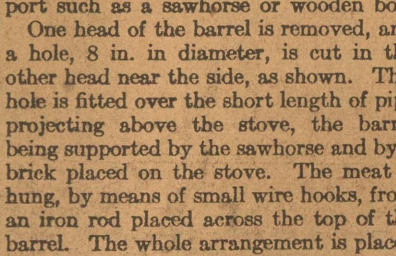 port such as a sawhorse or wooden bo
One head of the barrel is removed, an
a hole, 8 in. in diameter, is cut in th
other head near the side, as shown. Th
hole is fitted over the short length of pip
projecting above the stove, the barr
being supported by the sawhorse and by
brick placed on the stove. The meat
hung, by means of small wire hooks, fro
an iron rod placed across the top of th
barrel. The whole arrangement is place